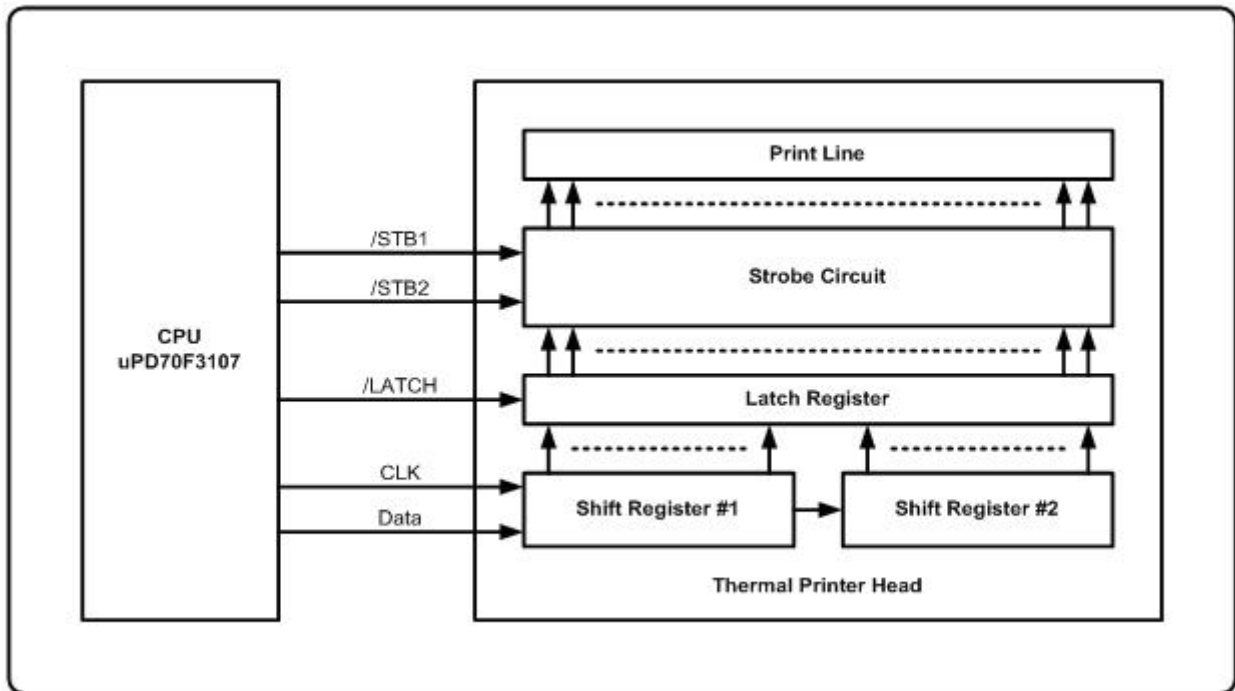 Print Line
/STB1
Strobe Circuit
/STB2
CPU
uPD70F3107
/LATCH
Latch Register
CLK
Shift Register #1
Shift Register #2
Data
Thermal Printer Head